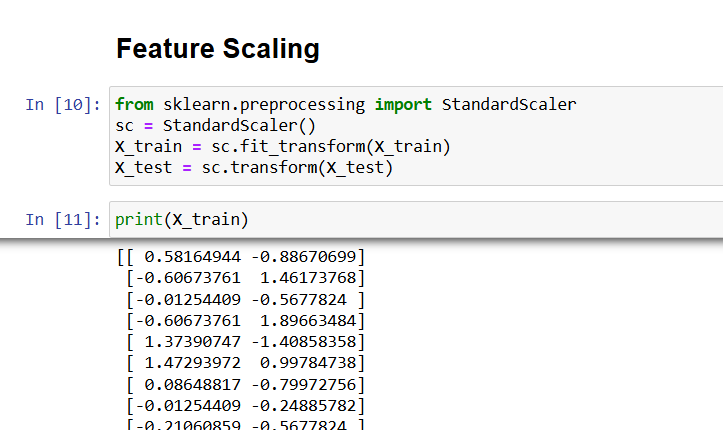 Feature Scaling
In [10]: from sklearn.preprocessing import StandardScaler
sc = StandardScaler()
X_train = sc.fit_transform(X_train)
X_test = sc.transform(X_test)
In [11]: print(X_train)
[[ 0.58164944 -0.88670699]
[-0.60673761  1.46173768]
[-0.01254409 -0.5677824 ]
[-0.60673761  1.89663484]
[ 1.37390747 -1.40858358]
[ 1.47293972  0.99784738]
[ 0.08648817 -0.79972756]
[-0.01254409 -0.24885782]
[-0.21060859 -0.5677824 ]